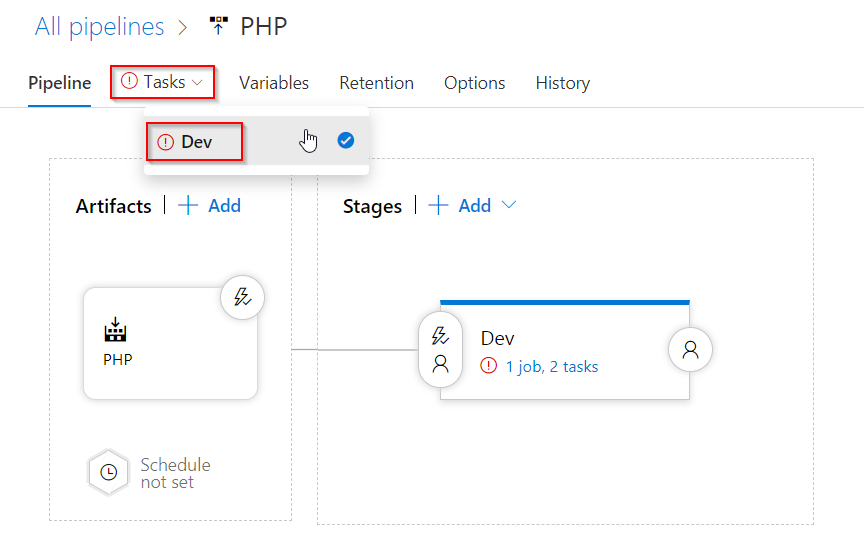 All pipelines > PHP
Pipeline Tasks Variables Retention Options History
Dev
Artifacts | + Add
Stages | + Add
PHP
Dev
1 job, 2 tasks
Schedule
not set